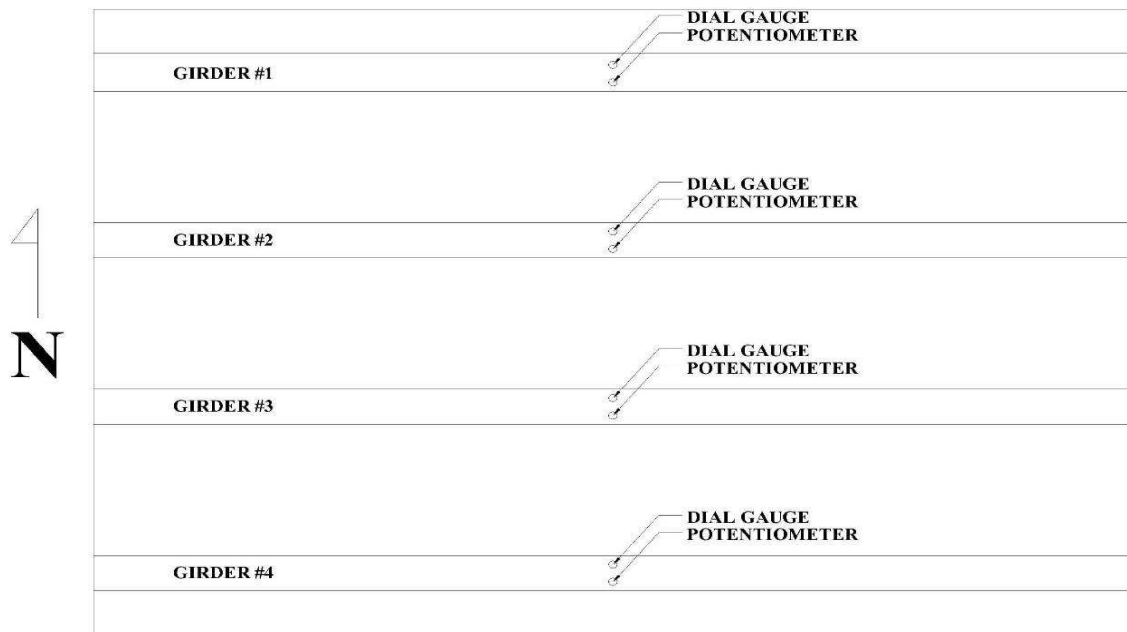 DIAL GAUGE
POTENTIOMETER
GIRDER #1
DIAL GAUGE
POTENTIOMETER
GIRDER #2
N
DIAL GAUGE
POTENTIOMETER
GIRDER #3
DIAL GAUGE
POTENTIOMETER
GIRDER #4